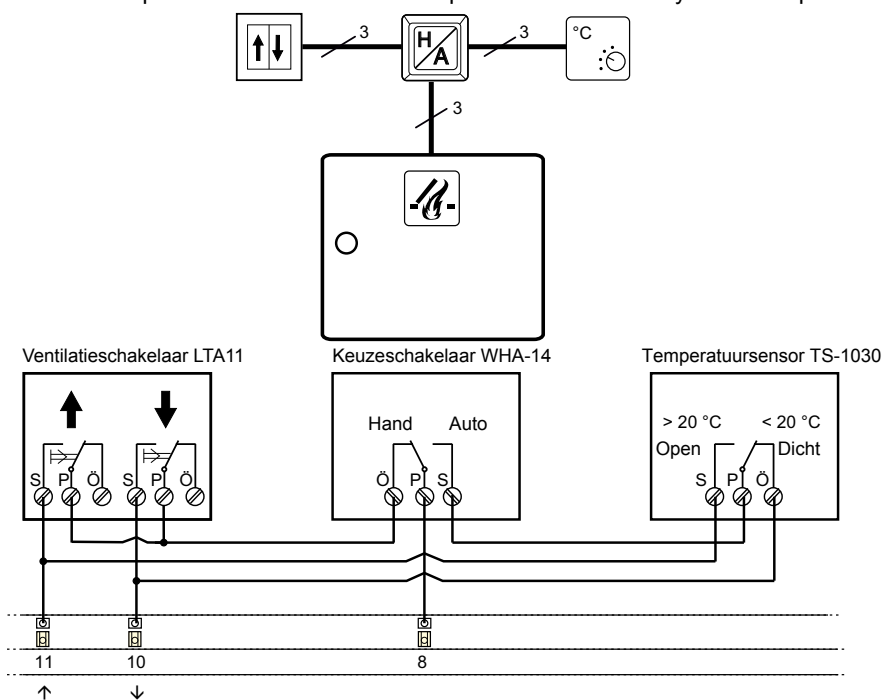 3
H
A
3
°C
3
Ventilatieschakelaar LTA11
Keuzeschakelaar WHA-14
Temperatuursensor TS-1030
Hand Auto
> 20 °C < 20 °C
Open Dicht
S P Ö S P Ö
Ö P S
S P Ö
11 10 8